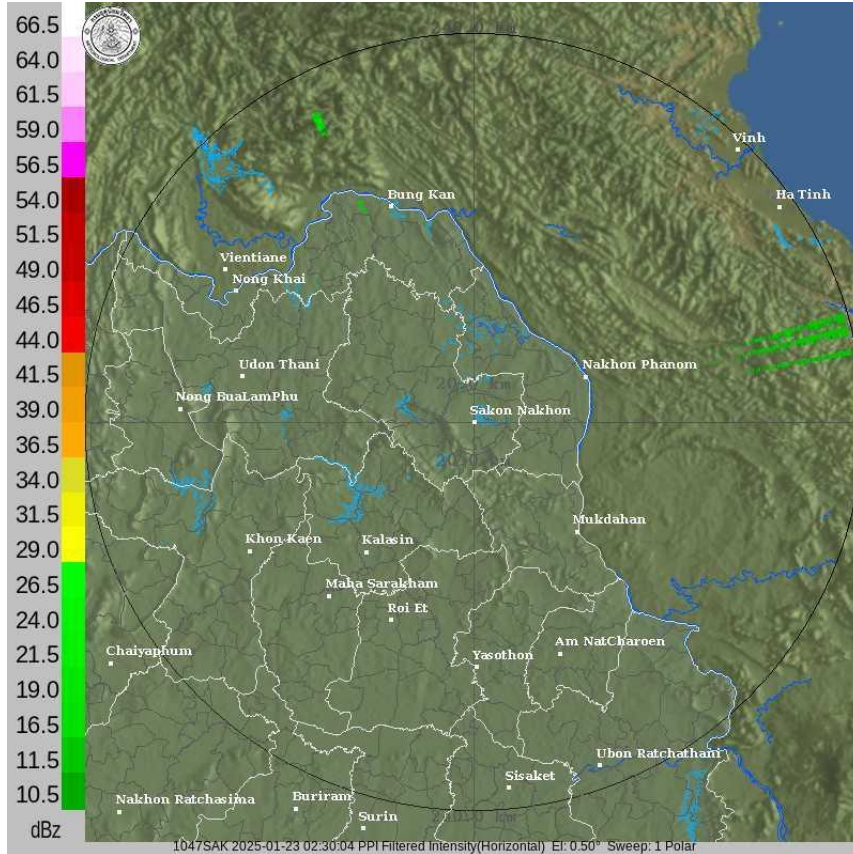 66.5
64.0
61.5
59.0
56.5
54.0
51.5
49.0
46.5
44.0
41.5
39.0
36.5
34.0
31.5
29.0
26.5
24.0
21.5
19.0
16.5
11.5
10.5
dBz
Vinh
Ha Tinh
Bung Kan
Vientiane
Nong Khai
Udon Thani
Nakhon Phanom
Nong BuaLamPhu
Sakon Nakhon
Mukdahan
Khon Kaen
Kalasin
Maha Sarakham
Roi Et
Chaiyaphum
Yasothon
Am NatCharoen
Ubon Ratchathani
Sisaket
Nakhon Ratchasima
Buriram
Surin
1047SAK 2025-01-23 02:30:04 PPI Filtered Intensity(Horizontal) El: 0.50° Sweep: 1 Polar